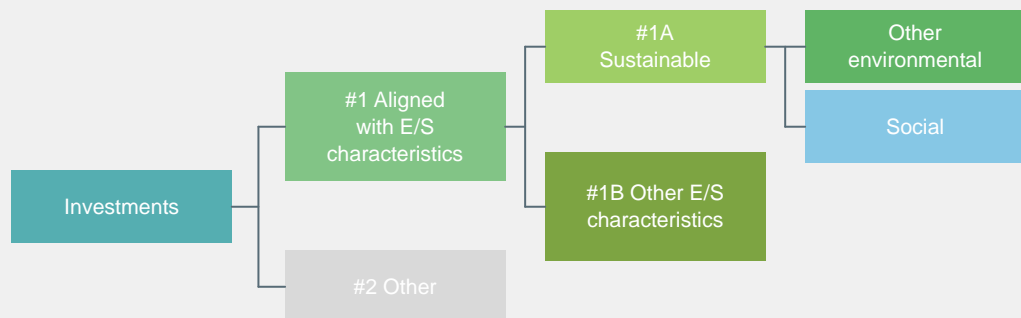 Investments
#1 Aligned
with E/S
characteristics
#2 Other
#1A
Sustainable
#1B Other E/S
characteristics
Other
environmental
Social